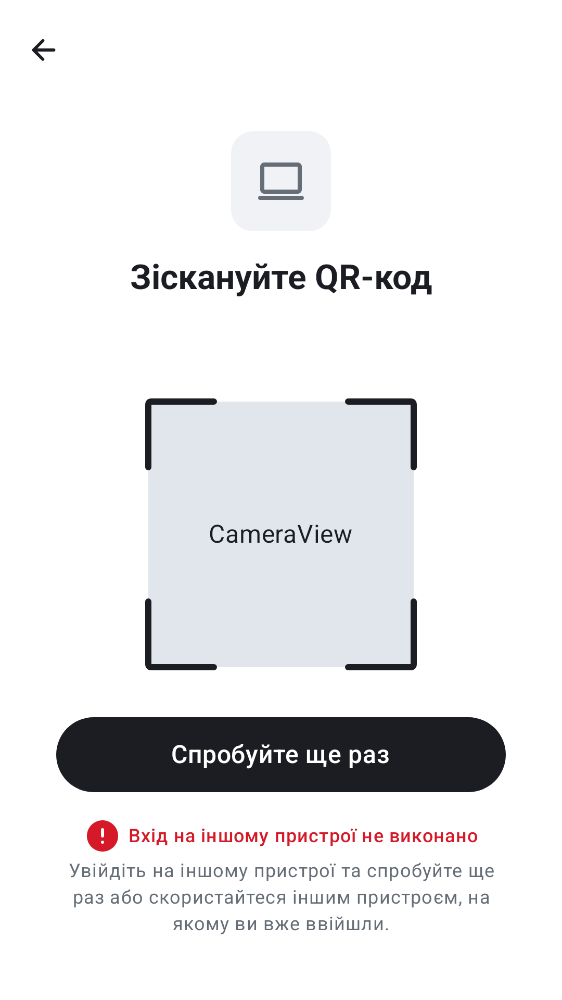 Зіскануйте QR-код
CameraView
Спробуйте ще раз
Вхід на іншому пристрої не виконано
Увійдіть на іншому пристрої та спробуйте ще
раз або скористайтеся іншим пристроєм, на
якому ви вже ввійшли.